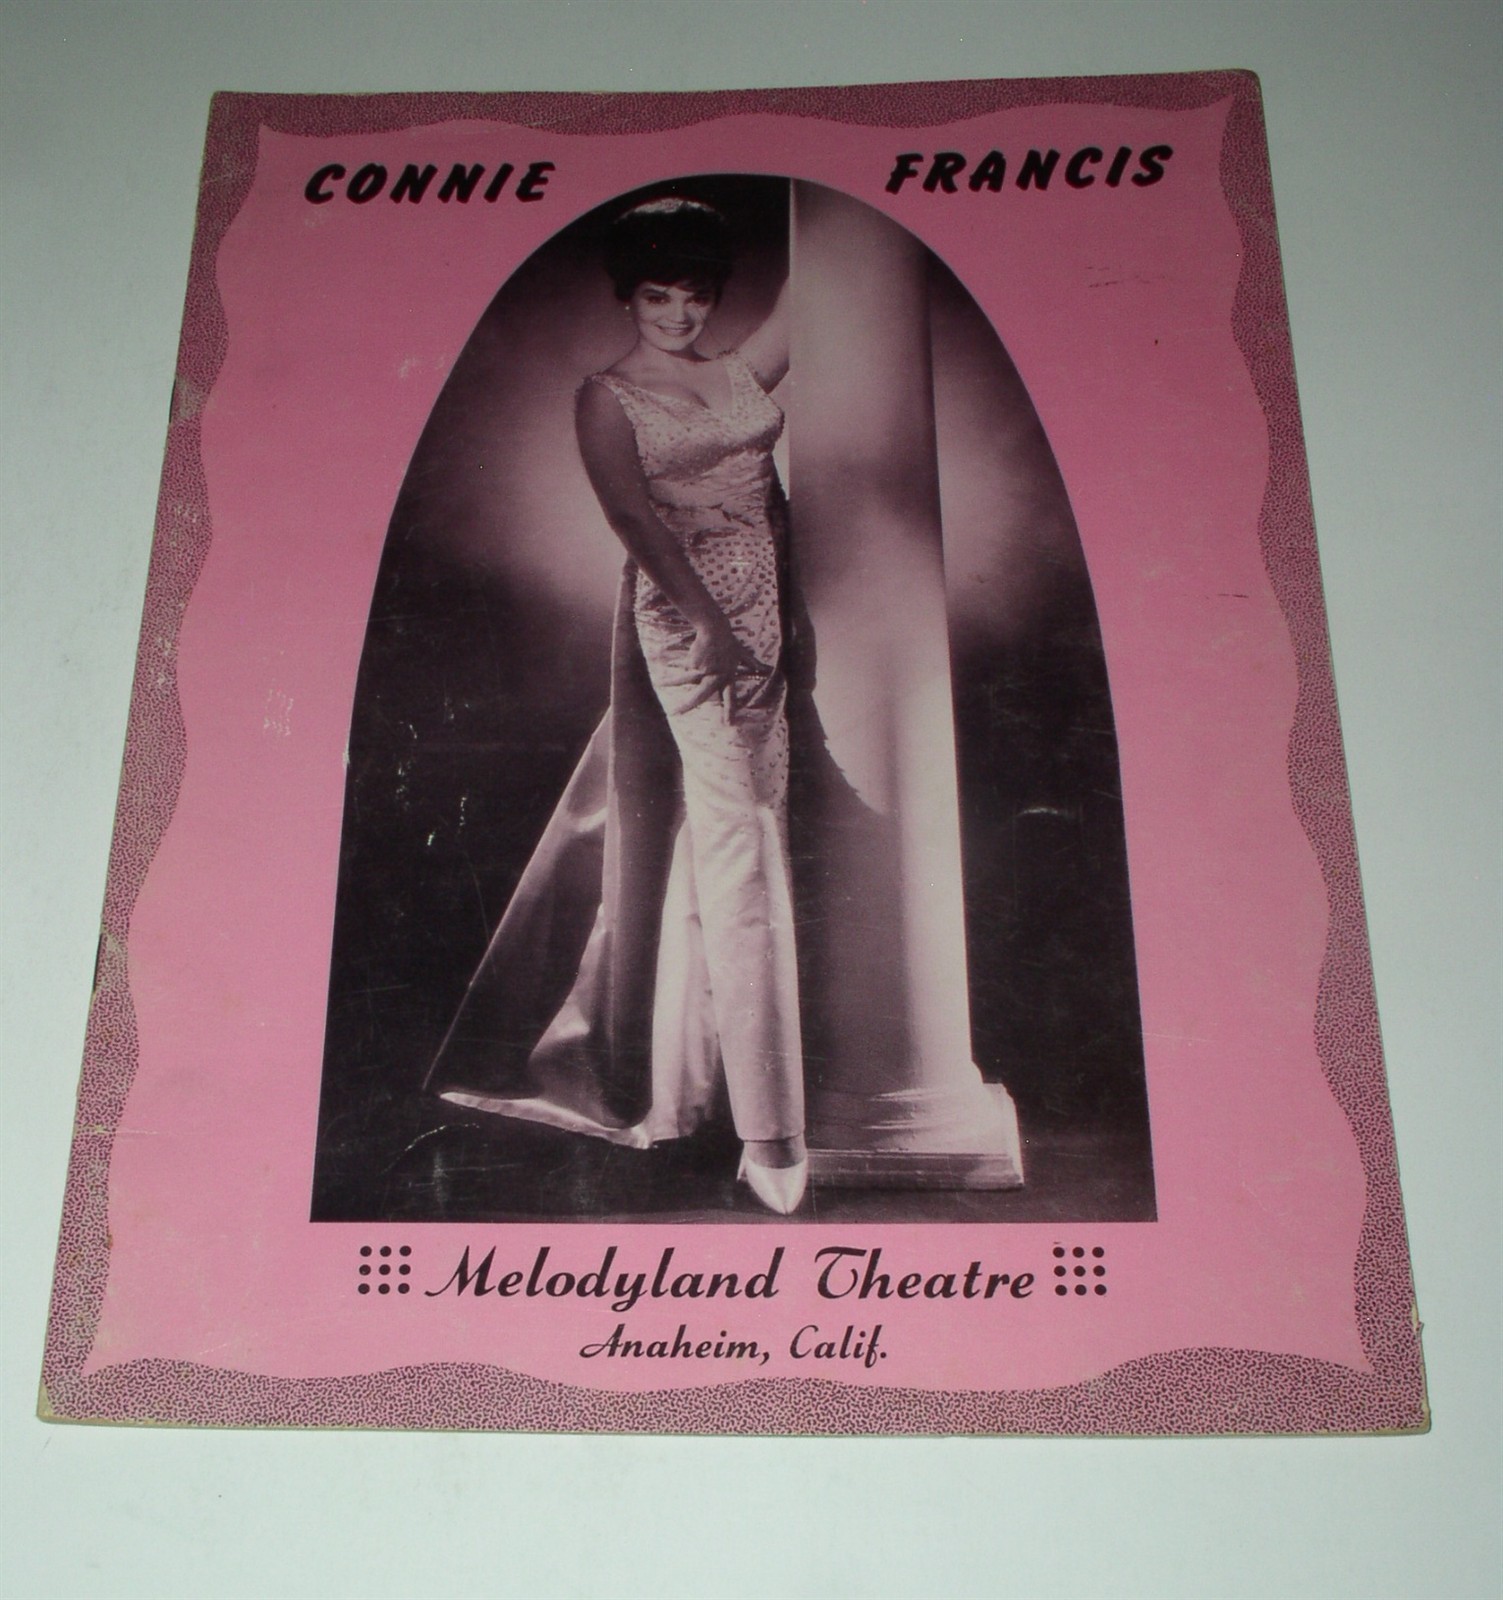 CONNIE FRANCIS
Melodyland Theatre
Anaheim, Calif.